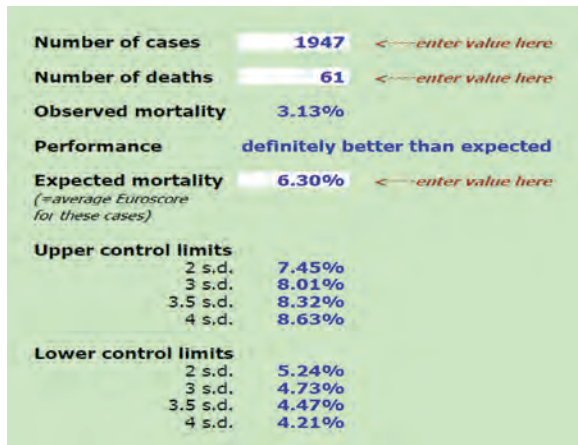 Number of cases 1947 <----enter value here
Number of deaths 61 <----enter value here
Observed mortality 3.13%
Performance definitely better than expected
Expected mortality 6.30% <----enter value here
(=average Euroscore
for these cases)
Upper control limits
2 s.d. 7.45%
3 s.d. 8.01%
3.5 s.d. 8.32%
4 s.d. 8.63%
Lower control limits
2 s.d. 5.24%
3 s.d. 4.73%
3.5 s.d. 4.47%
4 s.d. 4.21%